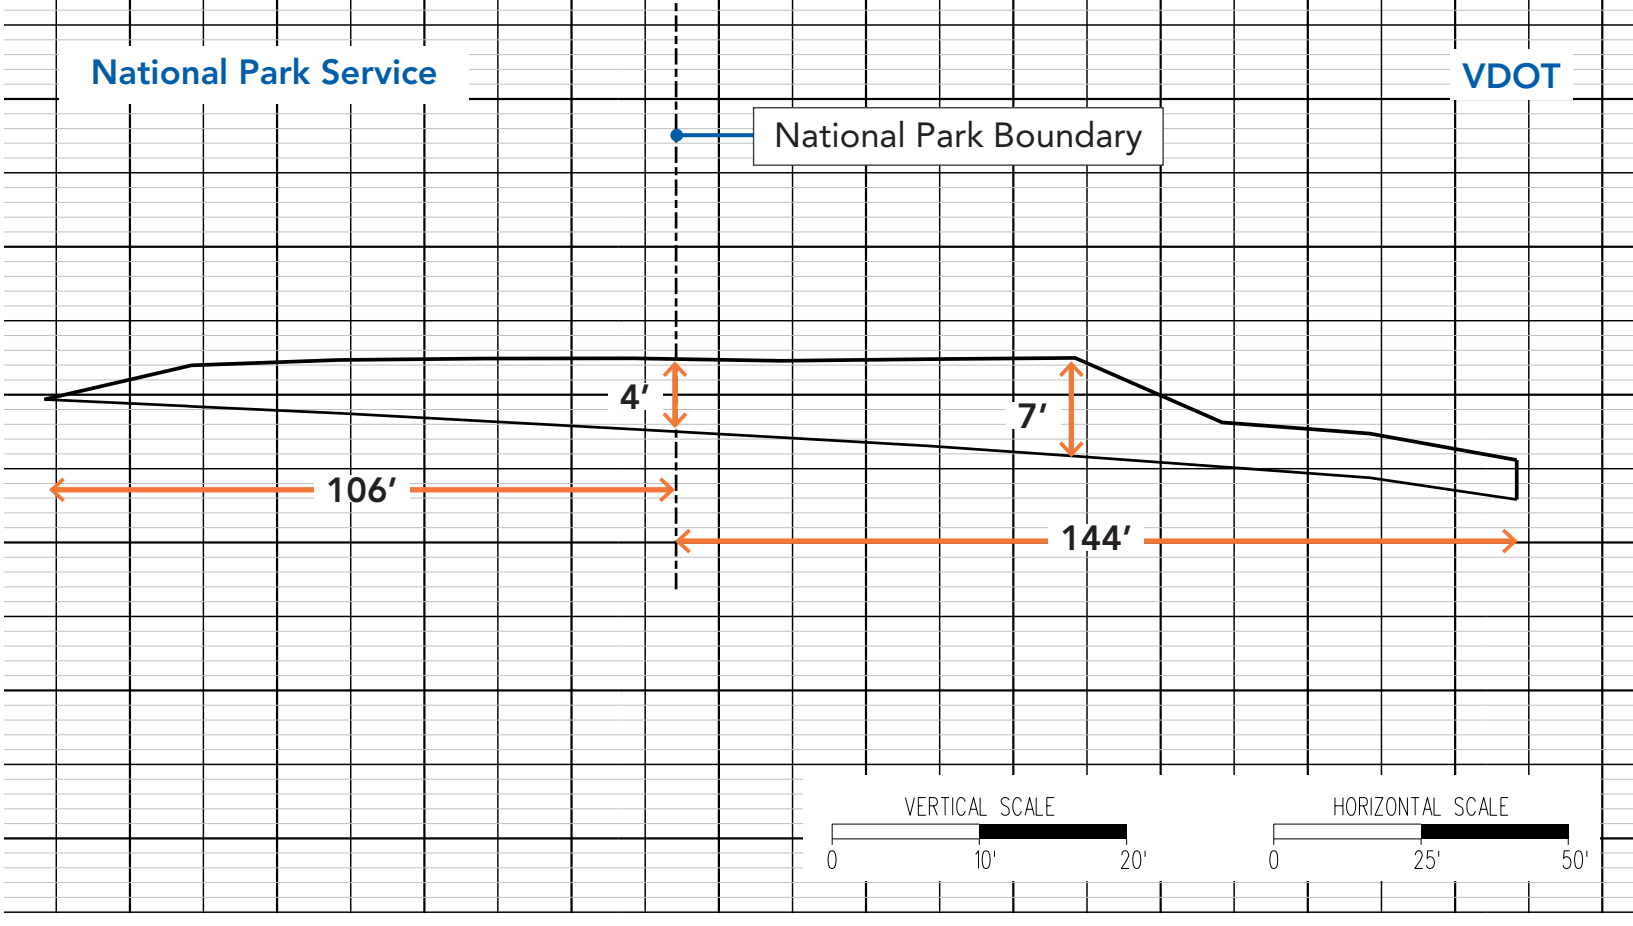 National Park Service
VDOT
National Park Boundary
4’
7’
106’
144’
VERTICAL SCALE
0 10' 20'
HORIZONTAL SCALE
0 25' 50'